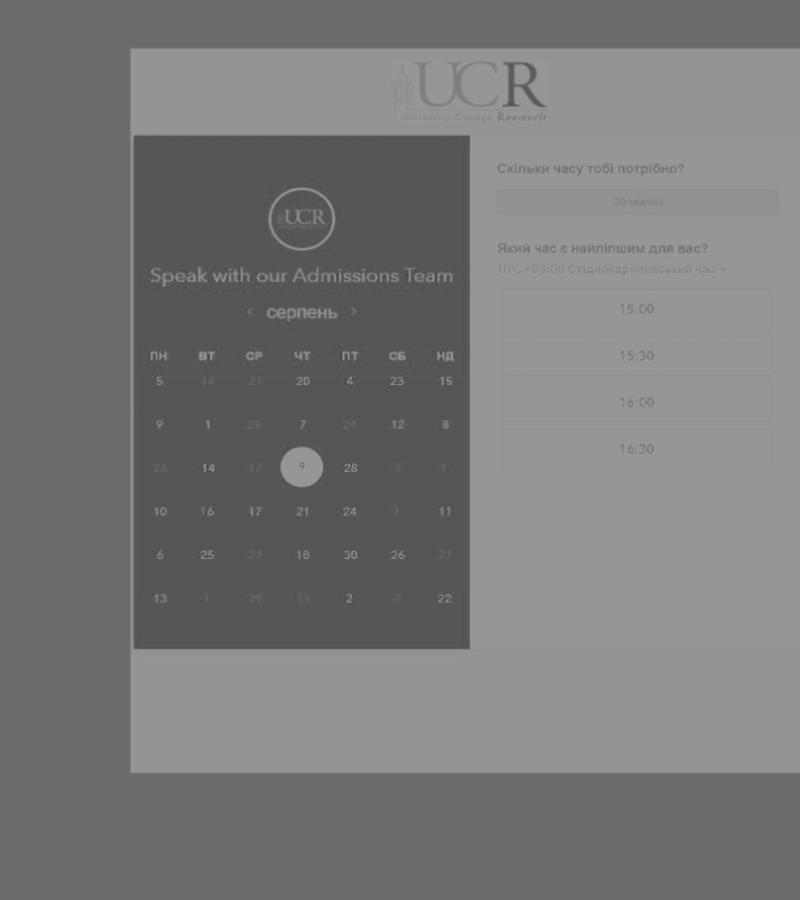 UCR
University College Roosevelt
UCR
Speak with our Admissions Team
< серпень >
ПН ВТ СР ЧТ ПТ СБ НД
5 14 21 20 4 23 15
9 1 25 7 24 12 8
26 14 17 9 28 3 1
10 16 17 21 24 1 11
6 25 27 18 30 26 27
13 1 29 13 2 2 22
Скільки часу тобі потрібно?
30 хвилин
Який час є найліпшим для вас?
UTC +03:00 Східноєвропейський час
15:00
15:30
16:00
16:30